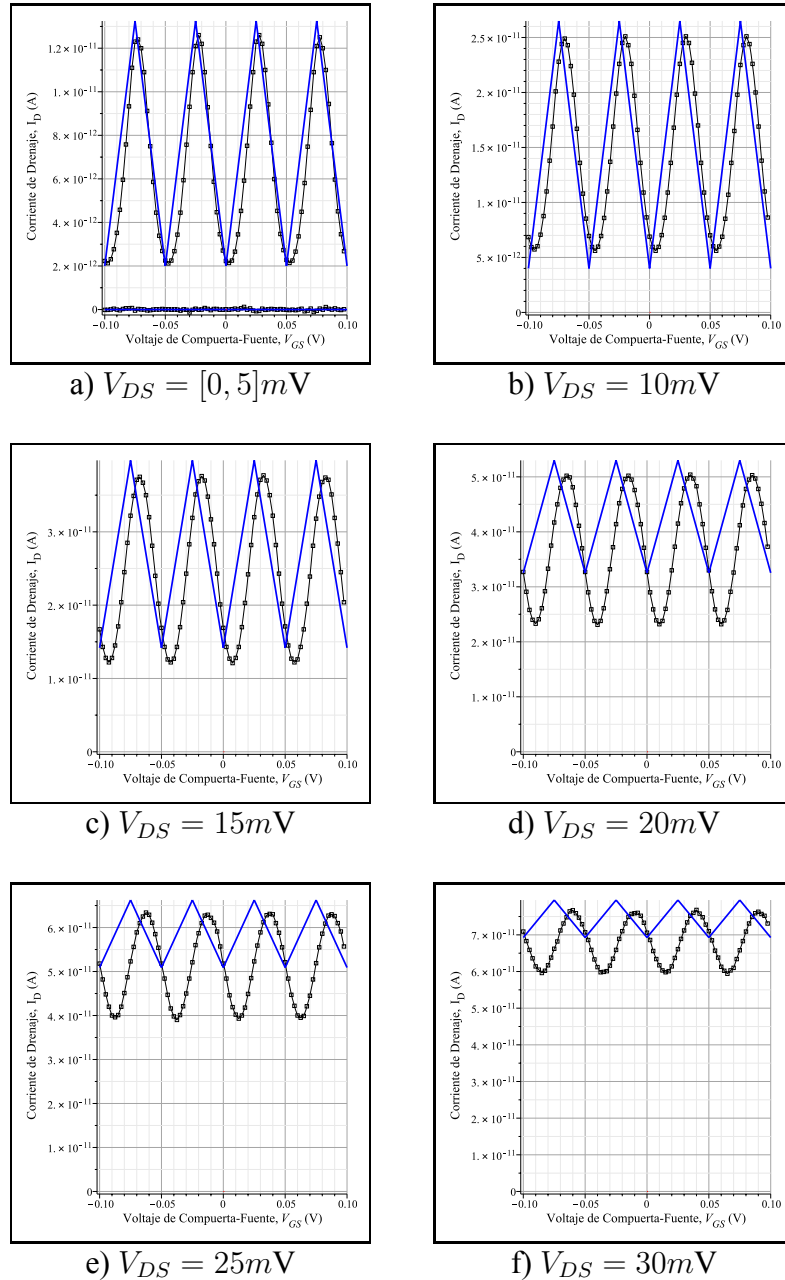 1.2 × 10⁻¹¹
1. × 10⁻¹¹
8. × 10⁻¹²
6. × 10⁻¹²
4. × 10⁻¹²
2. × 10⁻¹²
0
Corriente de Drenaje, I_D (A)
−0.10 −0.05 0 0.05 0.10
Voltaje de Compuerta-Fuente, V_GS (V)
a) V_DS = [0, 5]mV
2.5 × 10⁻¹¹
2. × 10⁻¹¹
1.5 × 10⁻¹¹
1. × 10⁻¹¹
5. × 10⁻¹²
0
Corriente de Drenaje, I_D (A)
−0.10 −0.05 0 0.05 0.10
Voltaje de Compuerta-Fuente, V_GS (V)
b) V_DS = 10mV
3. × 10⁻¹¹
2. × 10⁻¹¹
1. × 10⁻¹¹
0
Corriente de Drenaje, I_D (A)
−0.10 −0.05 0 0.05 0.10
Voltaje de Compuerta-Fuente, V_GS (V)
c) V_DS = 15mV
5. × 10⁻¹¹
4. × 10⁻¹¹
3. × 10⁻¹¹
2. × 10⁻¹¹
1. × 10⁻¹¹
0
Corriente de Drenaje, I_D (A)
−0.10 −0.05 0 0.05 0.10
Voltaje de Compuerta-Fuente, V_GS (V)
d) V_DS = 20mV
6. × 10⁻¹¹
5. × 10⁻¹¹
4. × 10⁻¹¹
3. × 10⁻¹¹
2. × 10⁻¹¹
1. × 10⁻¹¹
0
Corriente de Drenaje, I_D (A)
−0.10 −0.05 0 0.05 0.10
Voltaje de Compuerta-Fuente, V_GS (V)
e) V_DS = 25mV
7. × 10⁻¹¹
6. × 10⁻¹¹
5. × 10⁻¹¹
4. × 10⁻¹¹
3. × 10⁻¹¹
2. × 10⁻¹¹
1. × 10⁻¹¹
0
Corriente de Drenaje, I_D (A)
−0.10 −0.05 0 0.05 0.10
Voltaje de Compuerta-Fuente, V_GS (V)
f) V_DS = 30mV